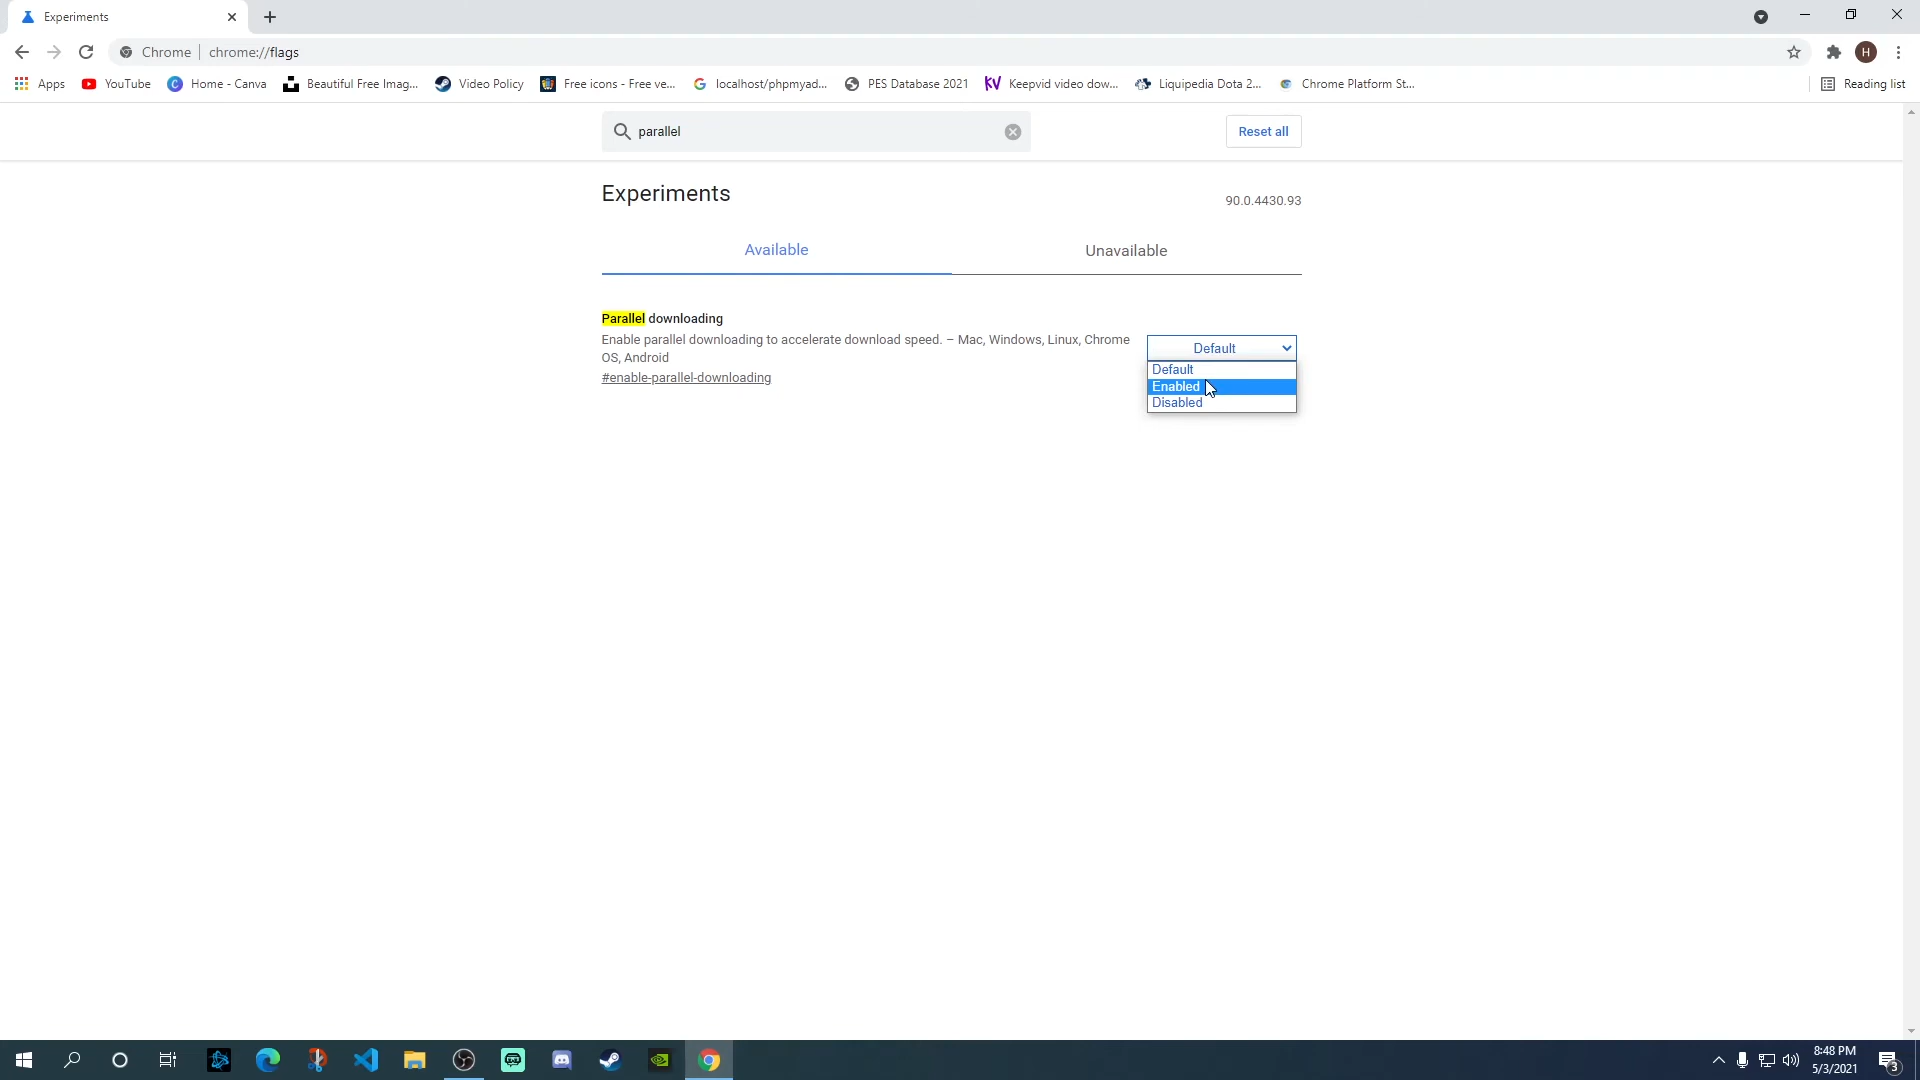 Experiments
Chrome | chrome://flags
Apps YouTube Home - Canva Beautiful Free Imag... Video Policy Free icons - Free ve... localhost/phpmyad... PES Database 2021 KV Keepvid video dow... Liquipedia Dota 2... Chrome Platform St... Reading list
H
parallel
Reset all
Experiments
90.0.4430.93
Available Unavailable
Parallel downloading
Enable parallel downloading to accelerate download speed. – Mac, Windows, Linux, Chrome
OS, Android
#enable-parallel-downloading
Default
Default
Enabled
Disabled
8:48 PM
5/3/2021
3